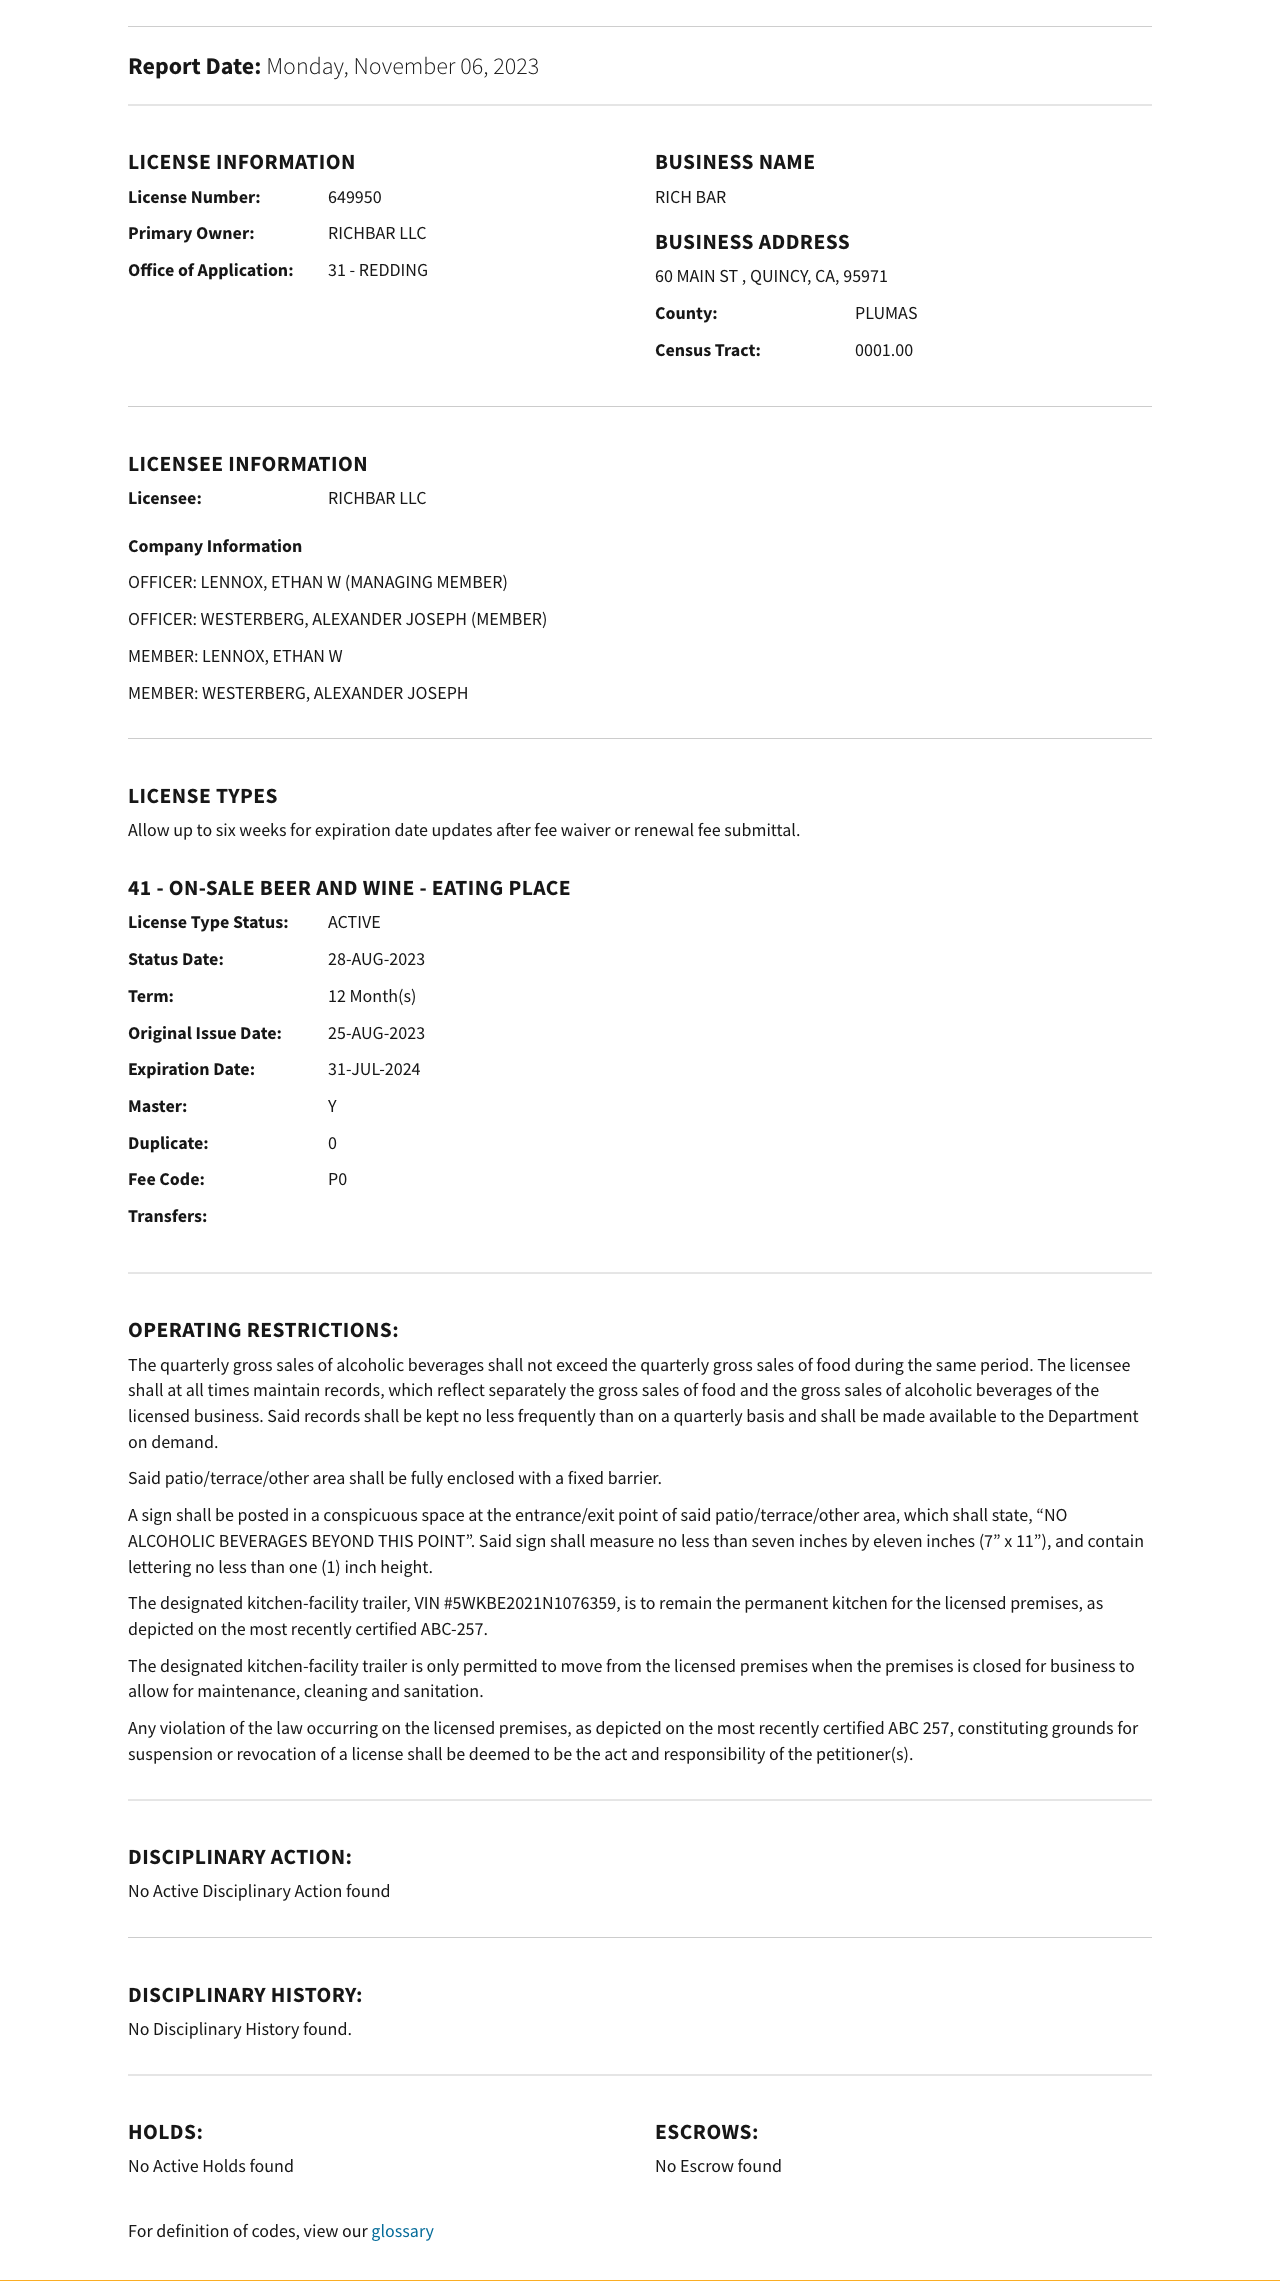 Report Date: Monday, November 06, 2023
LICENSE INFORMATION
License Number: 649950
Primary Owner: RICHBAR LLC
Office of Application: 31 - REDDING
BUSINESS NAME
RICH BAR
BUSINESS ADDRESS
60 MAIN ST , QUINCY, CA, 95971
County: PLUMAS
Census Tract: 0001.00
LICENSEE INFORMATION
Licensee: RICHBAR LLC
Company Information
OFFICER: LENNOX, ETHAN W (MANAGING MEMBER)
OFFICER: WESTERBERG, ALEXANDER JOSEPH (MEMBER)
MEMBER: LENNOX, ETHAN W
MEMBER: WESTERBERG, ALEXANDER JOSEPH
LICENSE TYPES
Allow up to six weeks for expiration date updates after fee waiver or renewal fee submittal.
41 - ON-SALE BEER AND WINE - EATING PLACE
License Type Status: ACTIVE
Status Date: 28-AUG-2023
Term: 12 Month(s)
Original Issue Date: 25-AUG-2023
Expiration Date: 31-JUL-2024
Master: Y
Duplicate: 0
Fee Code: P0
Transfers:
OPERATING RESTRICTIONS:
The quarterly gross sales of alcoholic beverages shall not exceed the quarterly gross sales of food during the same period. The licensee
shall at all times maintain records, which reflect separately the gross sales of food and the gross sales of alcoholic beverages of the
licensed business. Said records shall be kept no less frequently than on a quarterly basis and shall be made available to the Department
on demand.
Said patio/terrace/other area shall be fully enclosed with a fixed barrier.
A sign shall be posted in a conspicuous space at the entrance/exit point of said patio/terrace/other area, which shall state, “NO
ALCOHOLIC BEVERAGES BEYOND THIS POINT”. Said sign shall measure no less than seven inches by eleven inches (7” x 11”), and contain
lettering no less than one (1) inch height.
The designated kitchen-facility trailer, VIN #5WKBE2021N1076359, is to remain the permanent kitchen for the licensed premises, as
depicted on the most recently certified ABC-257.
The designated kitchen-facility trailer is only permitted to move from the licensed premises when the premises is closed for business to
allow for maintenance, cleaning and sanitation.
Any violation of the law occurring on the licensed premises, as depicted on the most recently certified ABC 257, constituting grounds for
suspension or revocation of a license shall be deemed to be the act and responsibility of the petitioner(s).
DISCIPLINARY ACTION:
No Active Disciplinary Action found
DISCIPLINARY HISTORY:
No Disciplinary History found.
HOLDS:
No Active Holds found
ESCROWS:
No Escrow found
For definition of codes, view our glossary